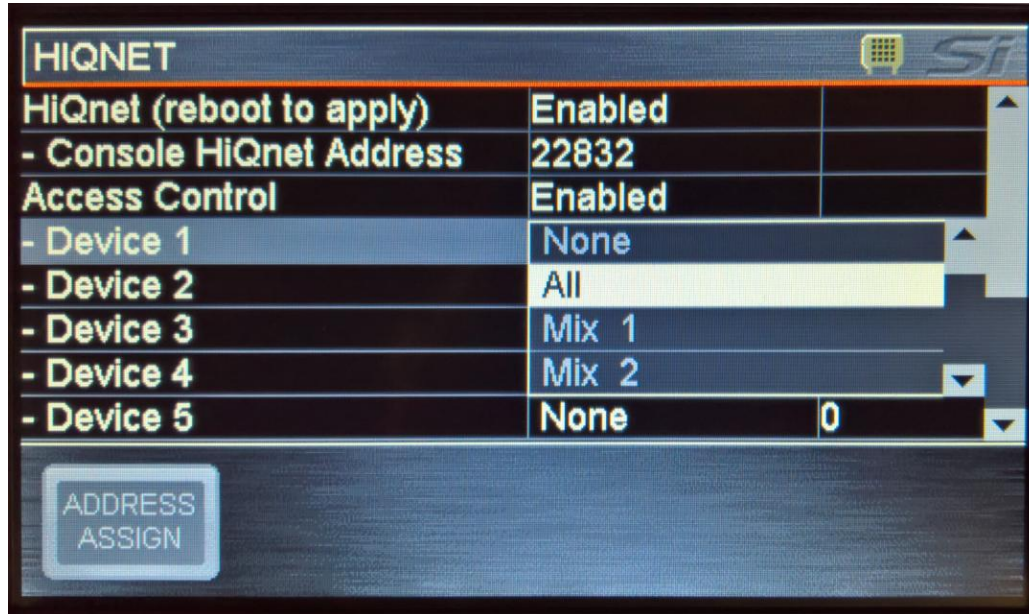 HIQNET Si
HiQnet (reboot to apply) Enabled
- Console HiQnet Address 22832
Access Control Enabled
- Device 1 None
- Device 2 All
- Device 3 Mix 1
- Device 4 Mix 2
- Device 5 None 0
ADDRESS
ASSIGN